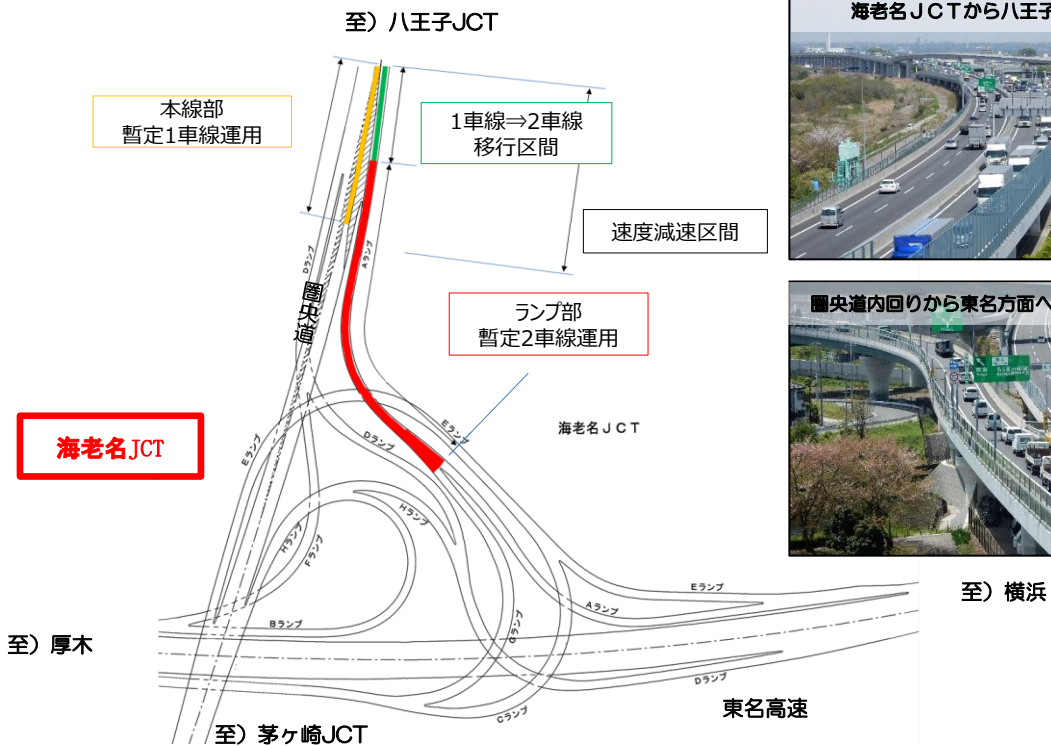 至）八王子JCT
海老名ＪＣＴから八王子
本線部
暫定1車線運用
1車線⇒2車線
移行区間
速度減速区間
Aランプ
Dランプ
圏央道
ランプ部
暫定2車線運用
圏央道内回りから東名方面へ
海老名JCT
海老名ＪＣＴ
Eランプ
Dランプ
Eランプ
Hランプ
Hランプ
Fランプ
Bランプ
Gランプ
Aランプ
Eランプ
至）横浜
至）厚木
Dランプ
Cランプ
東名高速
至）茅ヶ崎JCT